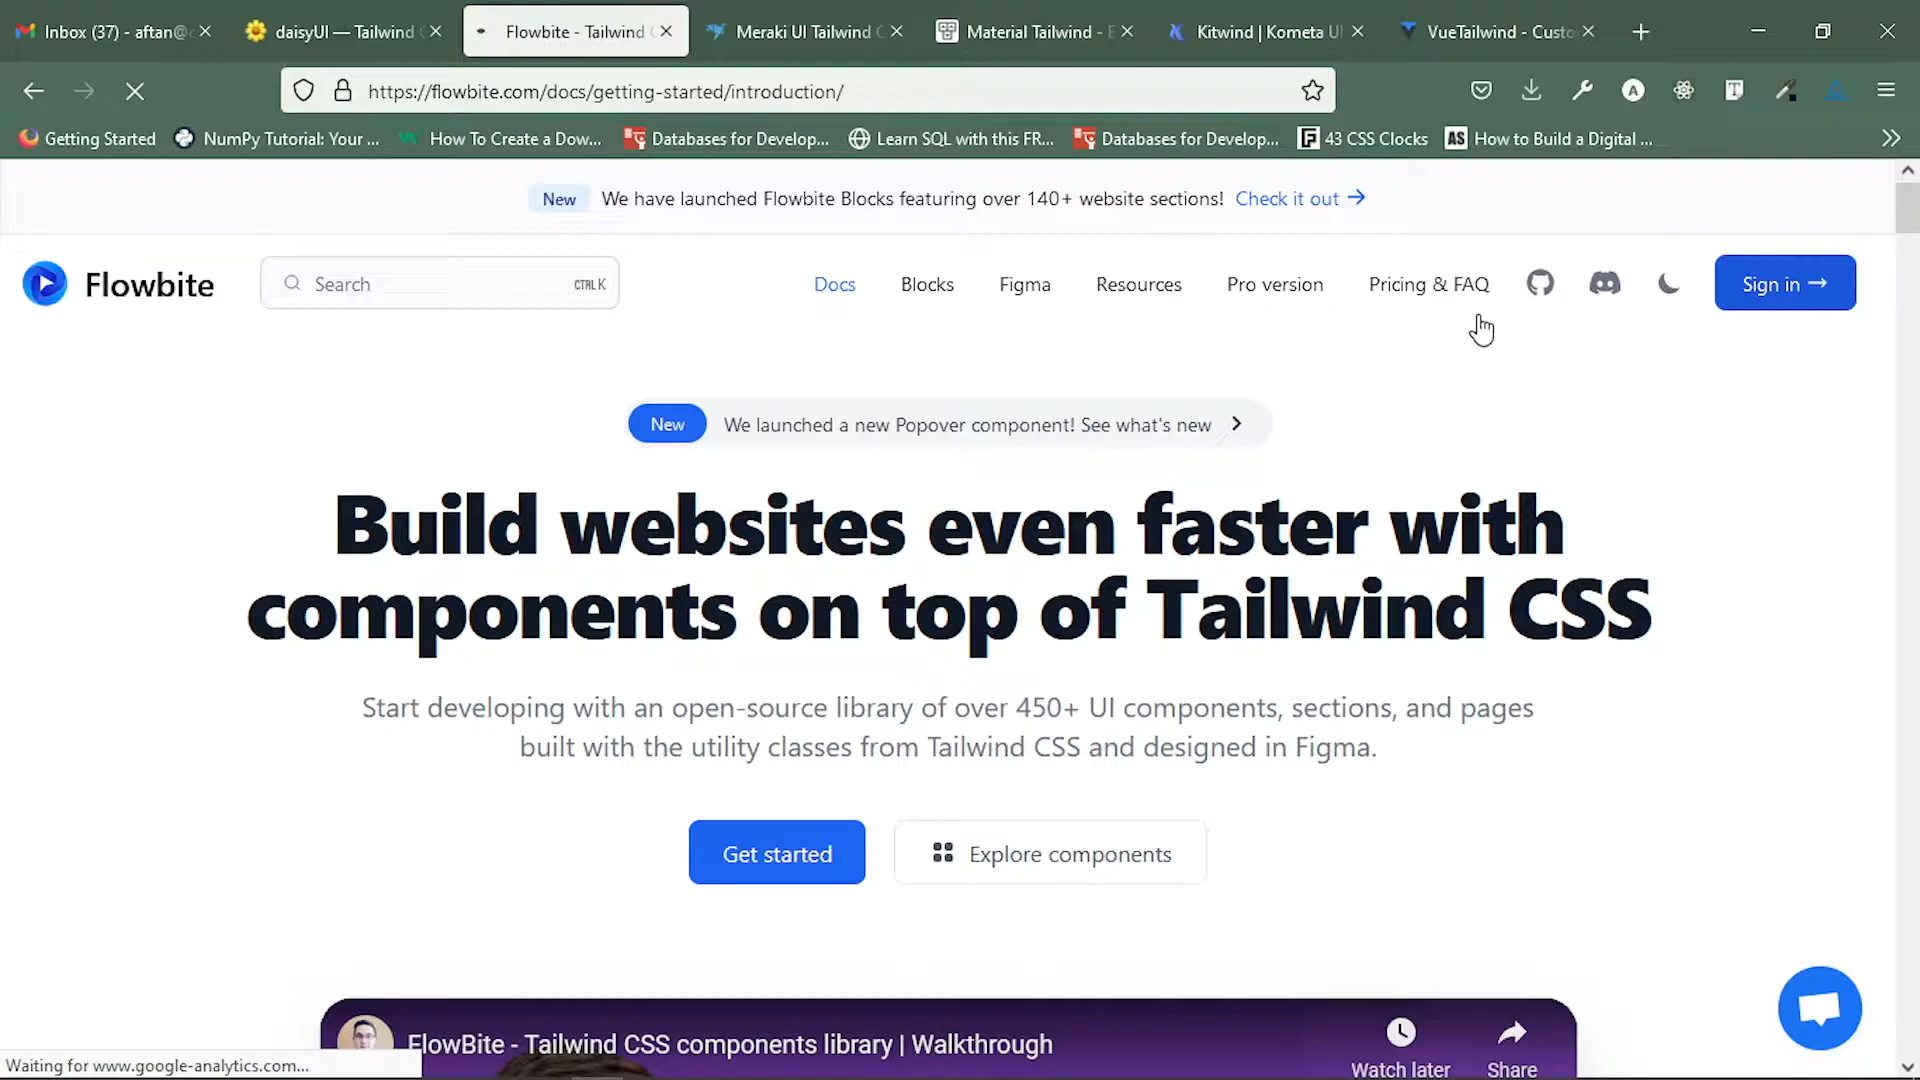 Inbox (37) - aftan@
daisyUI — Tailwind
Flowbite - Tailwind
Meraki UI Tailwind
Material Tailwind -
Kitwind | Kometa UI
VueTailwind - Custo
https://flowbite.com/docs/getting-started/introduction/
Getting Started
NumPy Tutorial: Your ...
How To Create a Dow...
Databases for Develop...
Learn SQL with this FR...
Databases for Develop...
43 CSS Clocks
AS
How to Build a Digital ...
New
We have launched Flowbite Blocks featuring over 140+ website sections!
Check it out →
Flowbite
Search
CTRL K
Docs
Blocks
Figma
Resources
Pro version
Pricing & FAQ
Sign in →
New
We launched a new Popover component! See what's new
Build websites even faster with
components on top of Tailwind CSS
Start developing with an open-source library of over 450+ UI components, sections, and pages
built with the utility classes from Tailwind CSS and designed in Figma.
Get started
Explore components
FlowBite - Tailwind CSS components library | Walkthrough
Watch later
Share
Waiting for www.google-analytics.com...